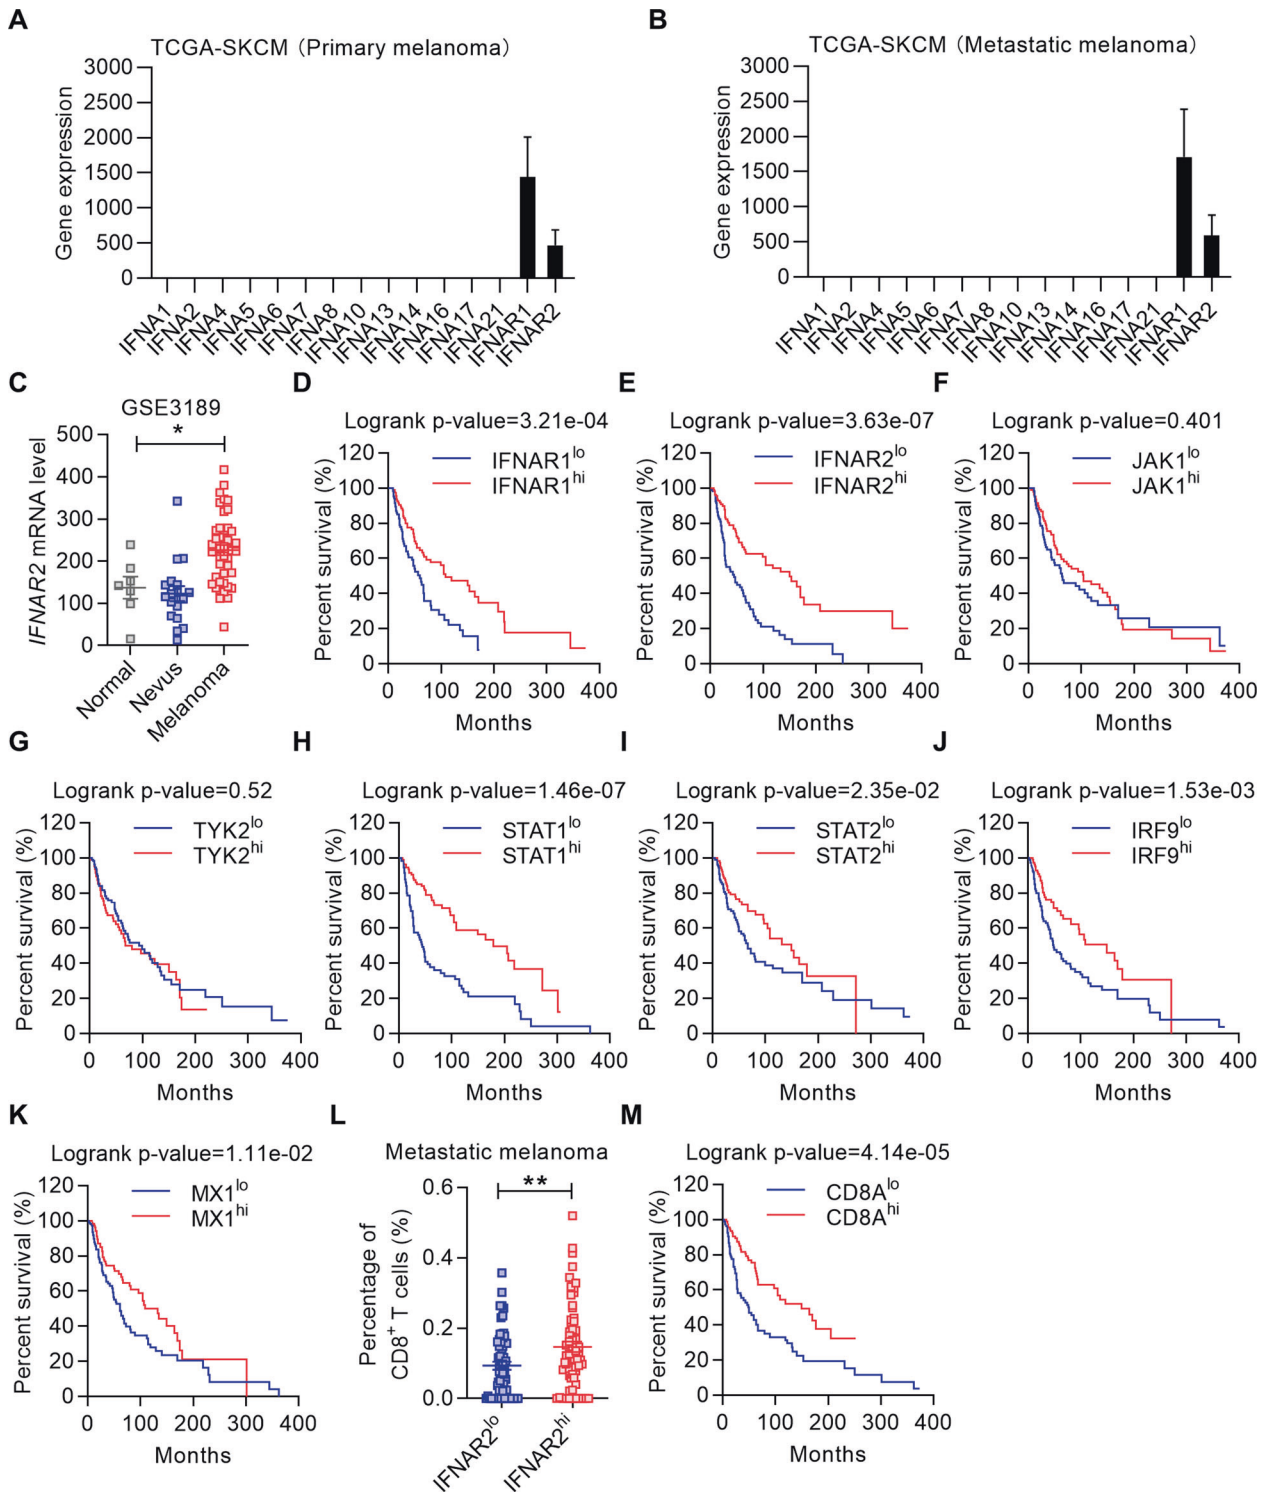 A
TCGA-SKCM (Primary melanoma)
Gene expression
3000
2500
2000
1500
1000
500
0
IFNA1
IFNA2
IFNA4
IFNA5
IFNA6
IFNA7
IFNA8
IFNA10
IFNA13
IFNA14
IFNA16
IFNA17
IFNA21
IFNAR1
IFNAR2
B
TCGA-SKCM (Metastatic melanoma)
Gene expression
3000
2500
2000
1500
1000
500
0
IFNA1
IFNA2
IFNA4
IFNA5
IFNA6
IFNA7
IFNA8
IFNA10
IFNA13
IFNA14
IFNA16
IFNA17
IFNA21
IFNAR1
IFNAR2
C
GSE3189
*
IFNAR2 mRNA level
500
400
300
200
100
0
Normal
Nevus
Melanoma
D
Logrank p-value=3.21e-04
IFNAR1lo
IFNAR1hi
Percent survival (%)
120
100
80
60
40
20
0
0 100 200 300 400
Months
E
Logrank p-value=3.63e-07
IFNAR2lo
IFNAR2hi
Percent survival (%)
120
100
80
60
40
20
0
0 100 200 300 400
Months
F
Logrank p-value=0.401
JAK1lo
JAK1hi
Percent survival (%)
120
100
80
60
40
20
0
0 100 200 300 400
Months
G
Logrank p-value=0.52
TYK2lo
TYK2hi
Percent survival (%)
120
100
80
60
40
20
0
0 100 200 300 400
Months
H
Logrank p-value=1.46e-07
STAT1lo
STAT1hi
Percent survival (%)
120
100
80
60
40
20
0
0 100 200 300 400
Months
I
Logrank p-value=2.35e-02
STAT2lo
STAT2hi
Percent survival (%)
120
100
80
60
40
20
0
0 100 200 300 400
Months
J
Logrank p-value=1.53e-03
IRF9lo
IRF9hi
Percent survival (%)
120
100
80
60
40
20
0
0 100 200 300 400
Months
K
Logrank p-value=1.11e-02
MX1lo
MX1hi
Percent survival (%)
120
100
80
60
40
20
0
0 100 200 300 400
Months
L
Metastatic melanoma
**
Percentage of
CD8+ T cells (%)
0.6
0.4
0.2
0.0
IFNAR2lo
IFNAR2hi
M
Logrank p-value=4.14e-05
CD8Alo
CD8Ahi
Percent survival (%)
120
100
80
60
40
20
0
0 100 200 300 400
Months